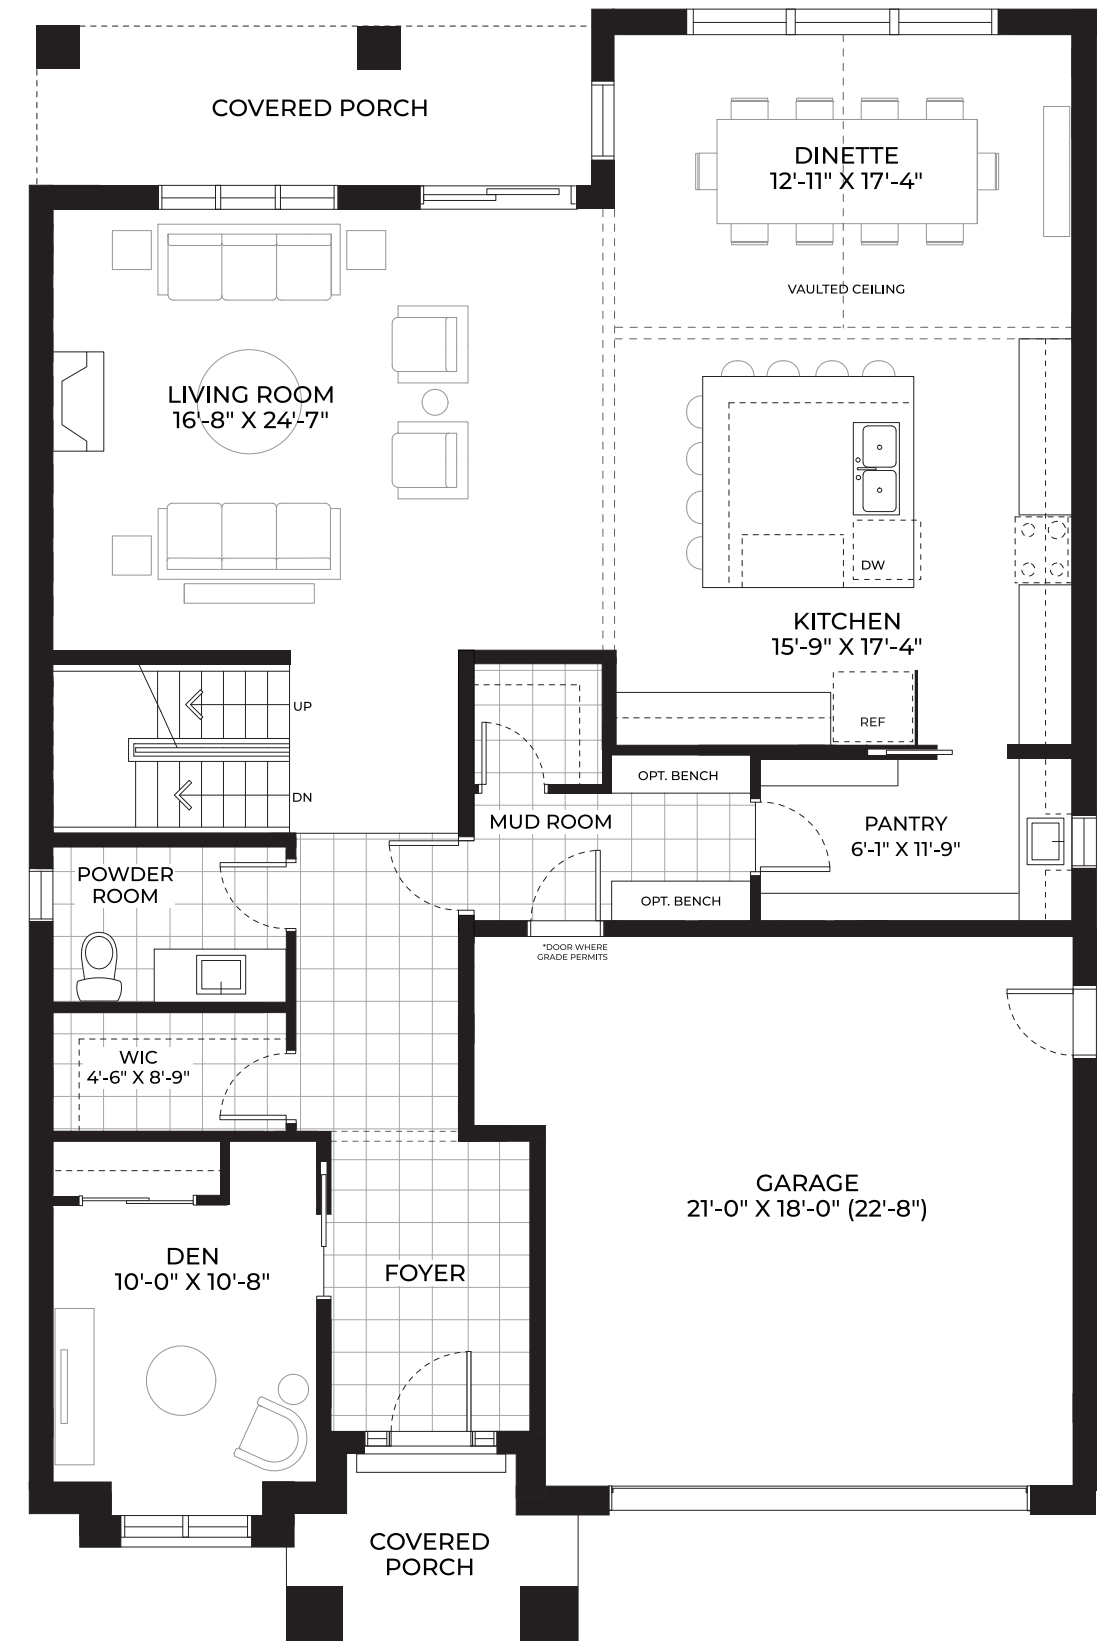 COVERED PORCH
DINETTE
12'-11" X 17'-4"
VAULTED CEILING
LIVING ROOM
16'-8" X 24'-7"
DW
KITCHEN
15'-9" X 17'-4"
UP
REF
OPT. BENCH
DN
MUD ROOM
PANTRY
6'-1" X 11'-9"
POWDER
ROOM
OPT. BENCH
*DOOR WHERE
GRADE PERMITS
WIC
4'-6" X 8'-9"
GARAGE
21'-0" X 18'-0" (22'-8")
DEN
10'-0" X 10'-8"
FOYER
COVERED
PORCH